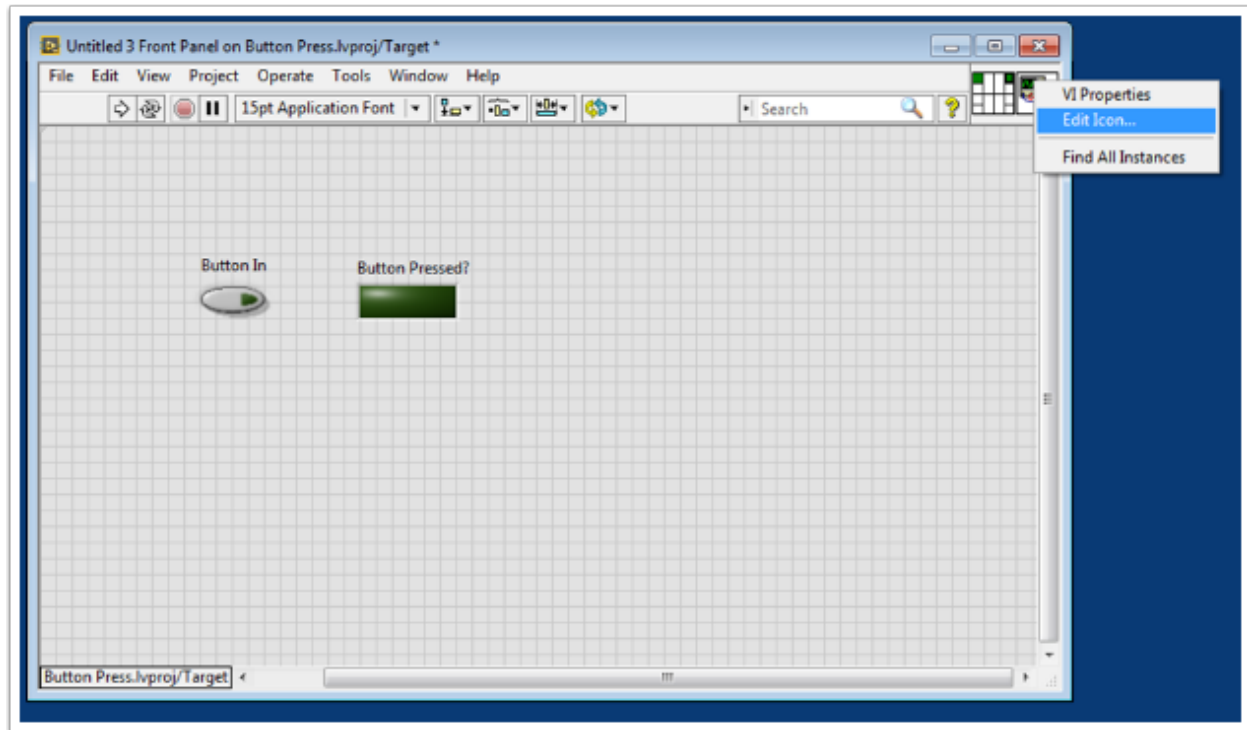 Untitled 3 Front Panel on Button Press.lvproj/Target *
File Edit View Project Operate Tools Window Help
15pt Application Font
Search
VI Properties
Edit Icon...
Find All Instances
Button In
Button Pressed?
Button Press.lvproj/Target